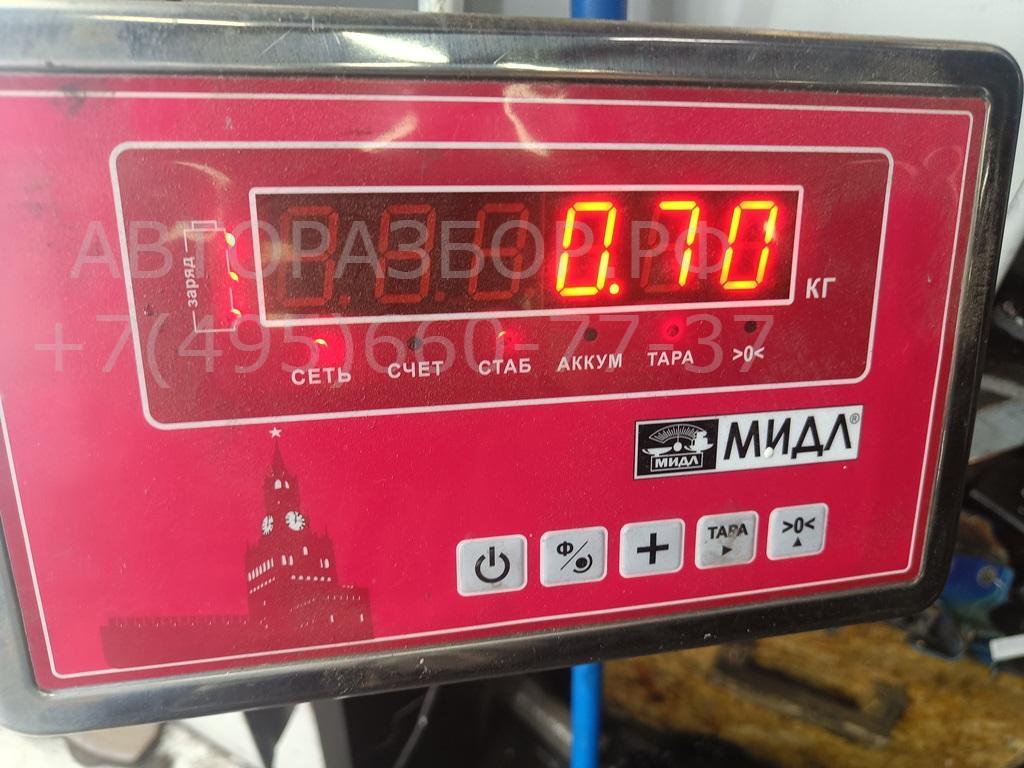 АВТОРАЗБОР.РФ
+7(495)660-77-37
заряд
0.70
КГ
СЕТЬ СЧЕТ СТАБ АККУМ ТАРА >0<
МИДЛ МИДЛ®
Ф ТАРА >0<